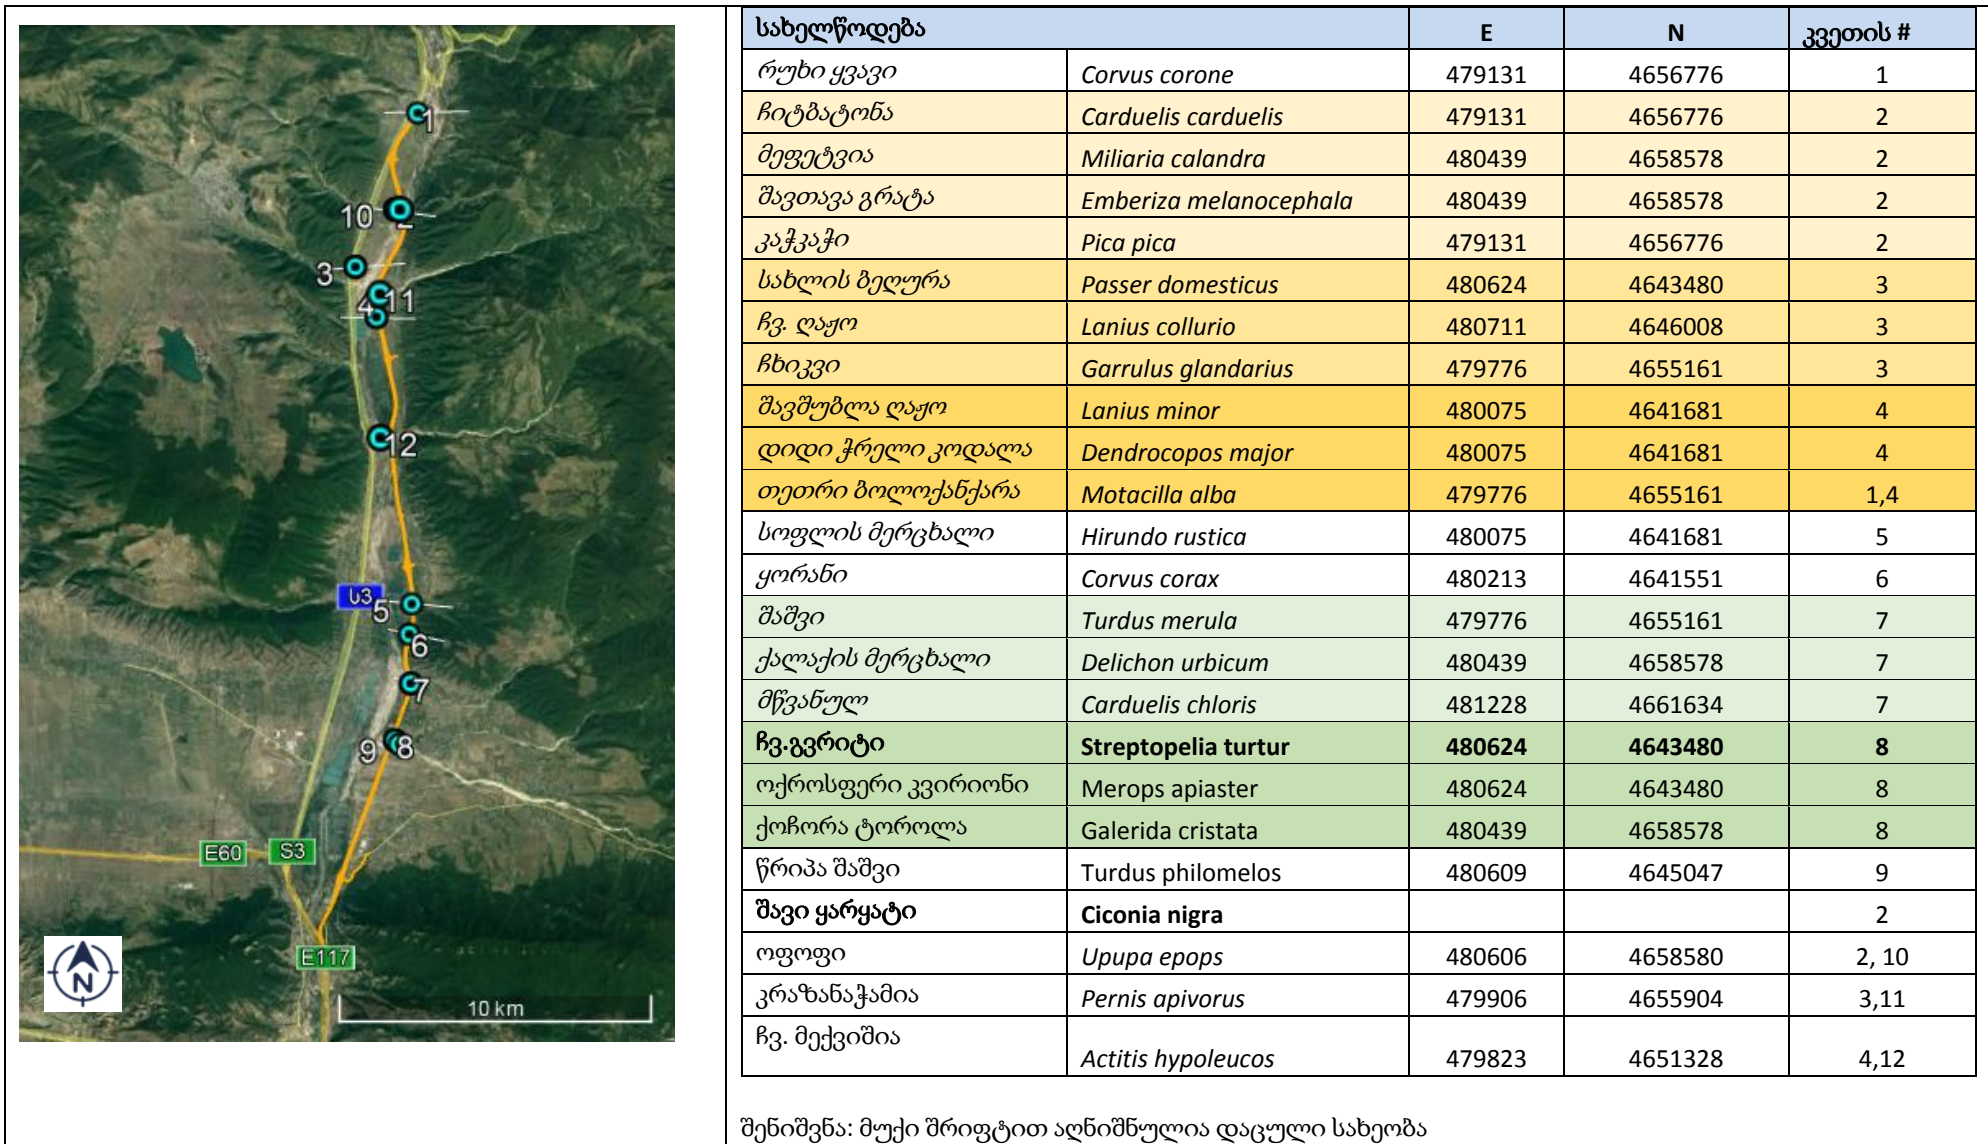 1
10
2
3
4
11
12
ს3
5
6
7
9
8
E60
S3
E117
N
10 km
სახელწოდება E N კვეთის #
რუხი ყვავი Corvus corone 479131 4656776 1
ჩიტბატონა Carduelis carduelis 479131 4656776 2
მეფეტვია Miliaria calandra 480439 4658578 2
შავთავა გრატა Emberiza melanocephala 480439 4658578 2
კაჭკაჭი Pica pica 479131 4656776 2
სახლის ბეღურა Passer domesticus 480624 4643480 3
ჩვ. ღაჟო Lanius collurio 480711 4646008 3
ჩხიკვი Garrulus glandarius 479776 4655161 3
შავშუბლა ღაჟო Lanius minor 480075 4641681 4
დიდი ჭრელი კოდალა Dendrocopos major 480075 4641681 4
თეთრი ბოლოქანქარა Motacilla alba 479776 4655161 1,4
სოფლის მერცხალი Hirundo rustica 480075 4641681 5
ყორანი Corvus corax 480213 4641551 6
შაშვი Turdus merula 479776 4655161 7
ქალაქის მერცხალი Delichon urbicum 480439 4658578 7
მწვანულ Carduelis chloris 481228 4661634 7
ჩვ.გვრიტი Streptopelia turtur 480624 4643480 8
ოქროსფერი კვირიონი Merops apiaster 480624 4643480 8
ქოჩორა ტოროლა Galerida cristata 480439 4658578 8
წრიპა შაშვი Turdus philomelos 480609 4645047 9
შავი ყარყატი Ciconia nigra 2
ოფოფი Upupa epops 480606 4658580 2, 10
კრაზანაჭამია Pernis apivorus 479906 4655904 3,11
ჩვ. მექვიშია Actitis hypoleucos 479823 4651328 4,12
შენიშვნა: მუქი შრიფტით აღნიშნულია დაცული სახეობა